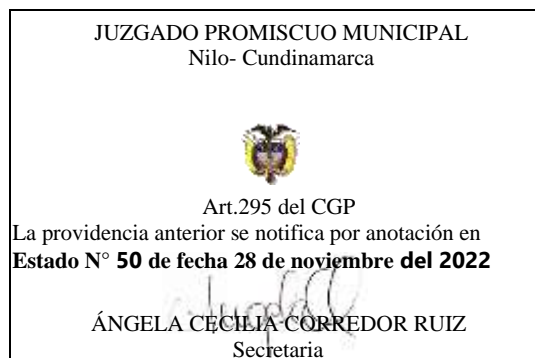 JUZGADO PROMISCUO MUNICIPAL
Nilo- Cundinamarca
Art.295 del CGP
La providencia anterior se notifica por anotación en
Estado N° 50 de fecha 28 de noviembre del 2022
ÁNGELA CECILIA CORREDOR RUIZ
Secretaria